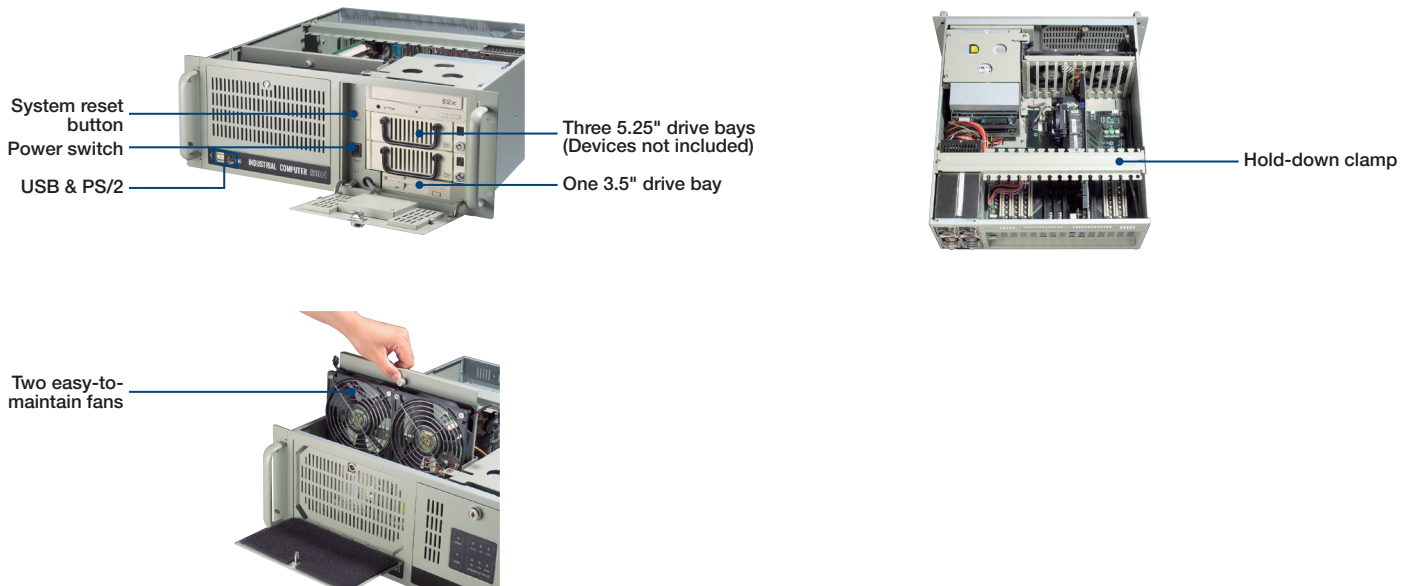 System reset
button
Power switch
USB & PS/2
INDUSTRIAL COMPUTER
52x
Three 5.25" drive bays
(Devices not included)
One 3.5" drive bay
Hold-down clamp
Two easy-to-
maintain fans